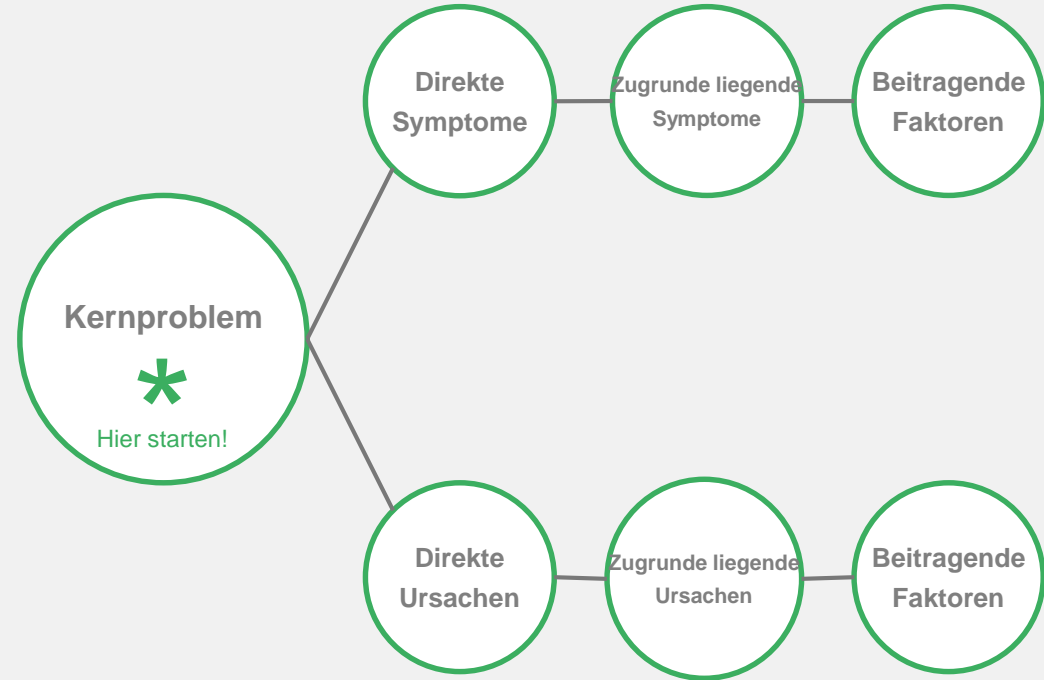 Direkte
Symptome
Zugrunde liegende
Symptome
Beitragende
Faktoren
Kernproblem
*
Hier starten!
Direkte
Ursachen
Zugrunde liegende
Ursachen
Beitragende
Faktoren